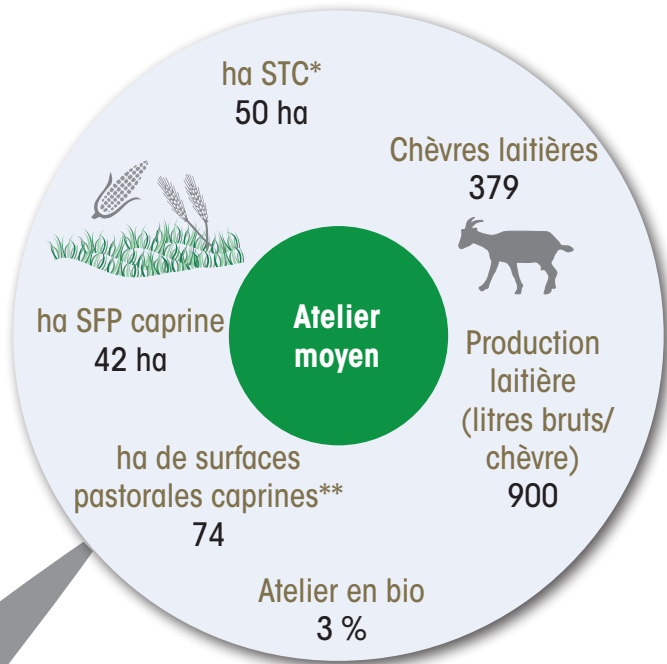 ha STC*
50 ha
Chèvres laitières
379
ha SFP caprine
42 ha
Atelier
moyen
Production
laitière
(litres bruts/
chèvre)
900
ha de surfaces
pastorales caprines**
74
Atelier en bio
3 %